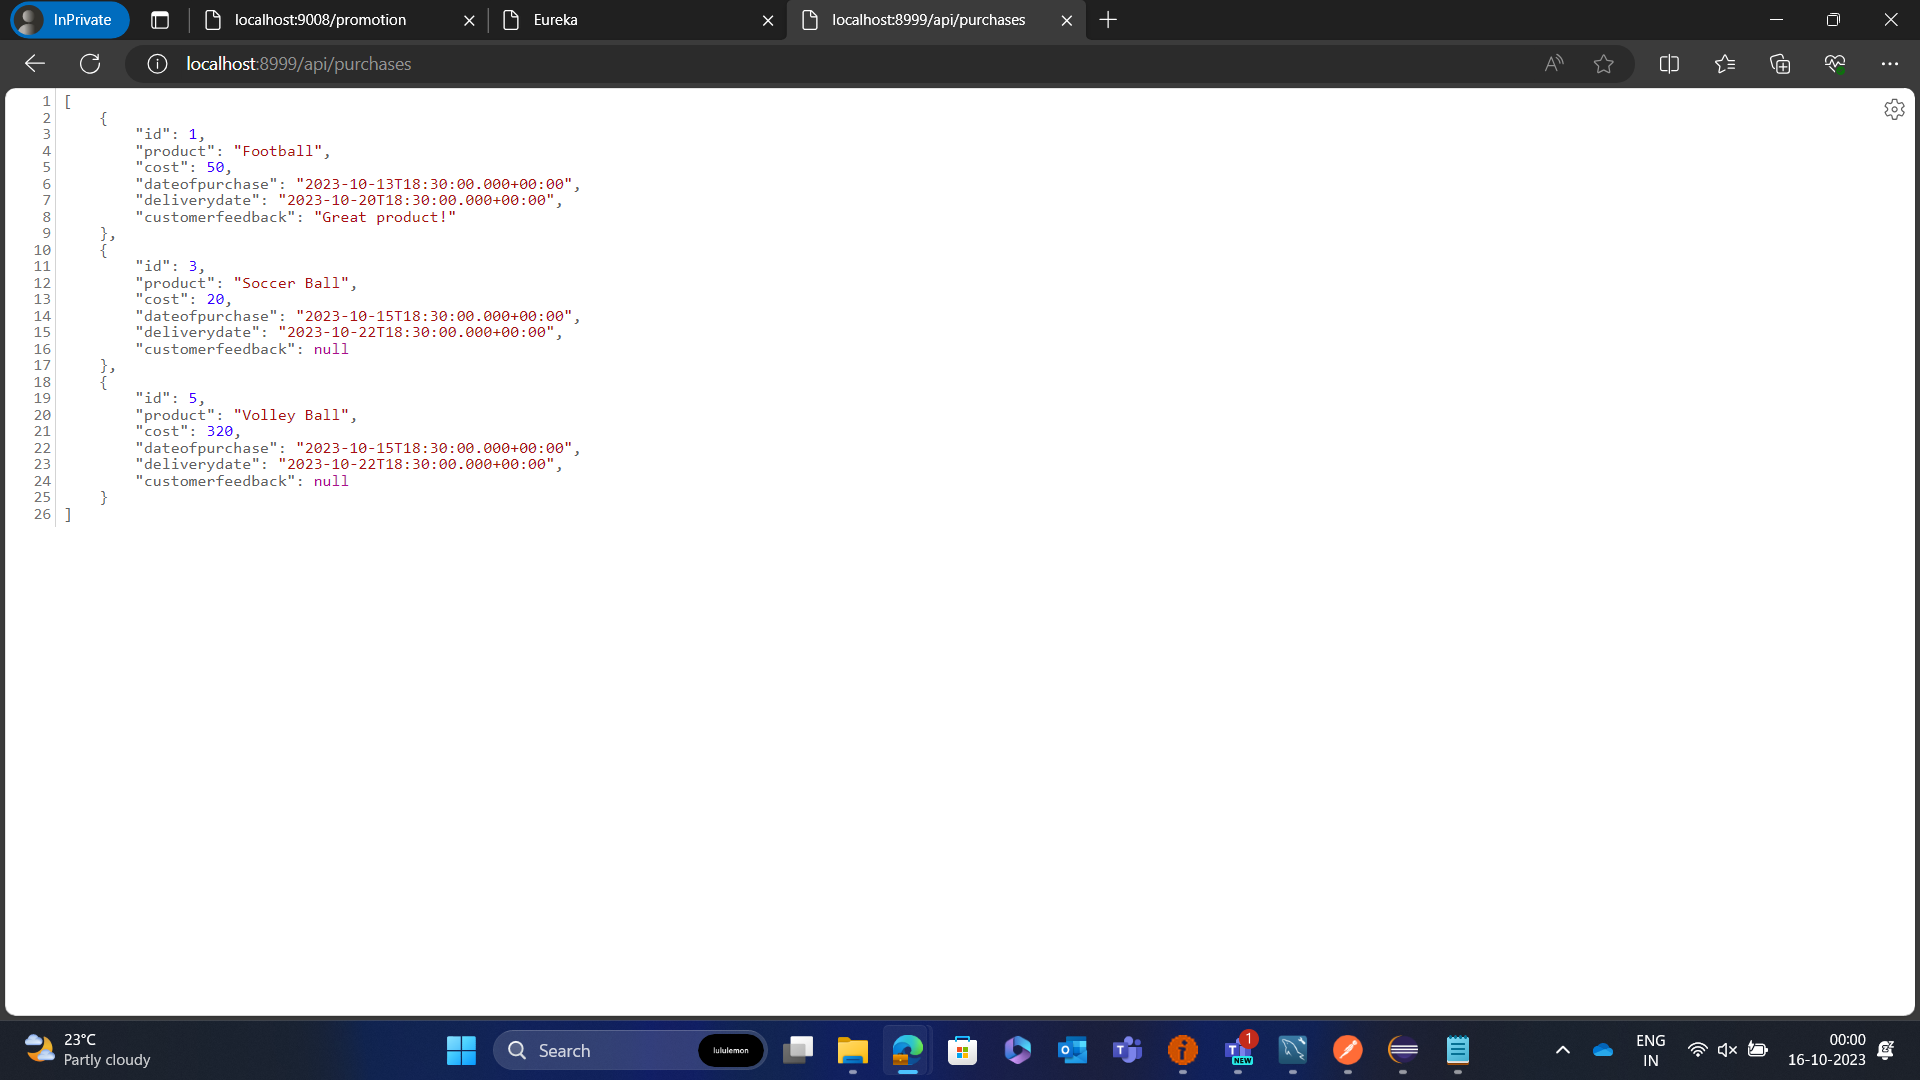 InPrivate
localhost:9008/promotion
Eureka
localhost:8999/api/purchases
localhost:8999/api/purchases
1 [
2 {
3 "id": 1,
4 "product": "Football",
5 "cost": 50,
6 "dateofpurchase": "2023-10-13T18:30:00.000+00:00",
7 "deliverydate": "2023-10-20T18:30:00.000+00:00",
8 "customerfeedback": "Great product!"
9 },
10 {
11 "id": 3,
12 "product": "Soccer Ball",
13 "cost": 20,
14 "dateofpurchase": "2023-10-15T18:30:00.000+00:00",
15 "deliverydate": "2023-10-22T18:30:00.000+00:00",
16 "customerfeedback": null
17 },
18 {
19 "id": 5,
20 "product": "Volley Ball",
21 "cost": 320,
22 "dateofpurchase": "2023-10-15T18:30:00.000+00:00",
23 "deliverydate": "2023-10-22T18:30:00.000+00:00",
24 "customerfeedback": null
25 }
26 ]
23°C
Partly cloudy
Search
lululemon
1
NEW
ENG
IN
00:00
16-10-2023